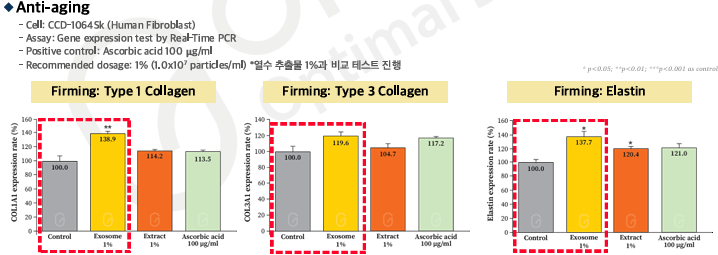 ◆ Anti-aging
- Cell: CCD-1064Sk (Human Fibroblast)
- Assay: Gene expression test by Real-Time PCR
- Positive control: Ascorbic acid 100 μg/ml
- Recommended dosage: 1% (1.0x10⁷ particles/ml) *열수 추출물 1%과 비교 테스트 진행
* p<0.05; **p<0.01; ***p<0.001 us control
Firming: Type 1 Collagen
COL1A1 expression rate (%)
160
140
120
100
80
60
40
20
0
100.0
**
138.9
114.2
113.5
Control
Exosome
1%
Extract
1%
Ascorbic acid
100 μg/ml
Firming: Type 3 Collagen
COL3A1 expression rate (%)
140
120
100
80
60
40
20
0
100.0
119.6
104.7
117.2
Control
Exosome
1%
Extract
1%
Ascorbic acid
100 μg/ml
Firming: Elastin
Elastin expression rate (%)
160
140
120
100
80
60
40
20
0
100.0
*
137.7
*
120.4
121.0
Control
Exosome
1%
Extract
1%
Ascorbic acid
100 μg/ml